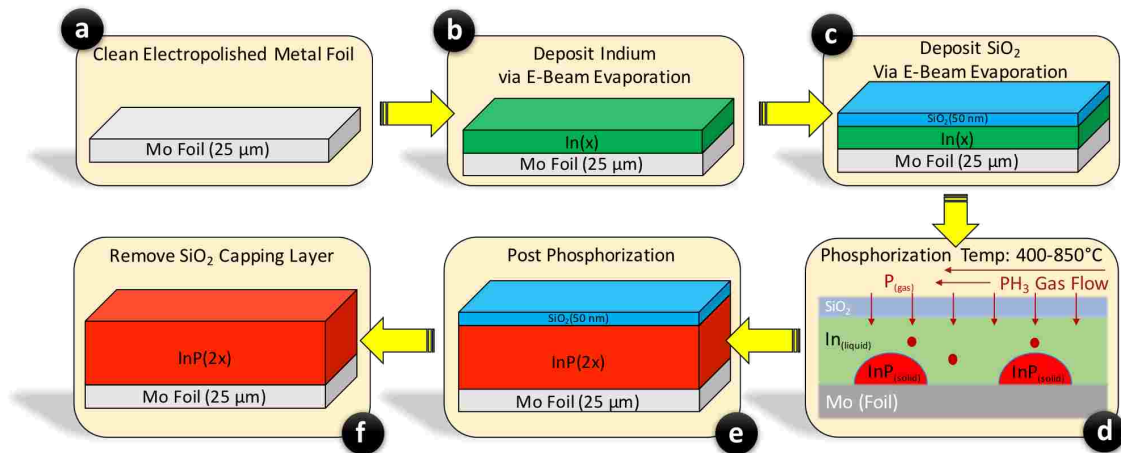 a
Clean Electropolished Metal Foil
Mo Foil (25 µm)
b
Deposit Indium
via E-Beam Evaporation
In(x)
Mo Foil (25 µm)
c
Deposit SiO₂
Via E-Beam Evaporation
SiO₂(50 nm)
In(x)
Mo Foil (25 µm)
Phosphorization Temp: 400-850°C
P(gas) PH₃ Gas Flow
SiO₂
In(liquid)
InP(solid) InP(solid)
Mo (Foil)
d
Post Phosphorization
SiO₂(50 nm)
InP(2x)
Mo Foil (25 µm)
e
Remove SiO₂ Capping Layer
InP(2x)
Mo Foil (25 µm)
f